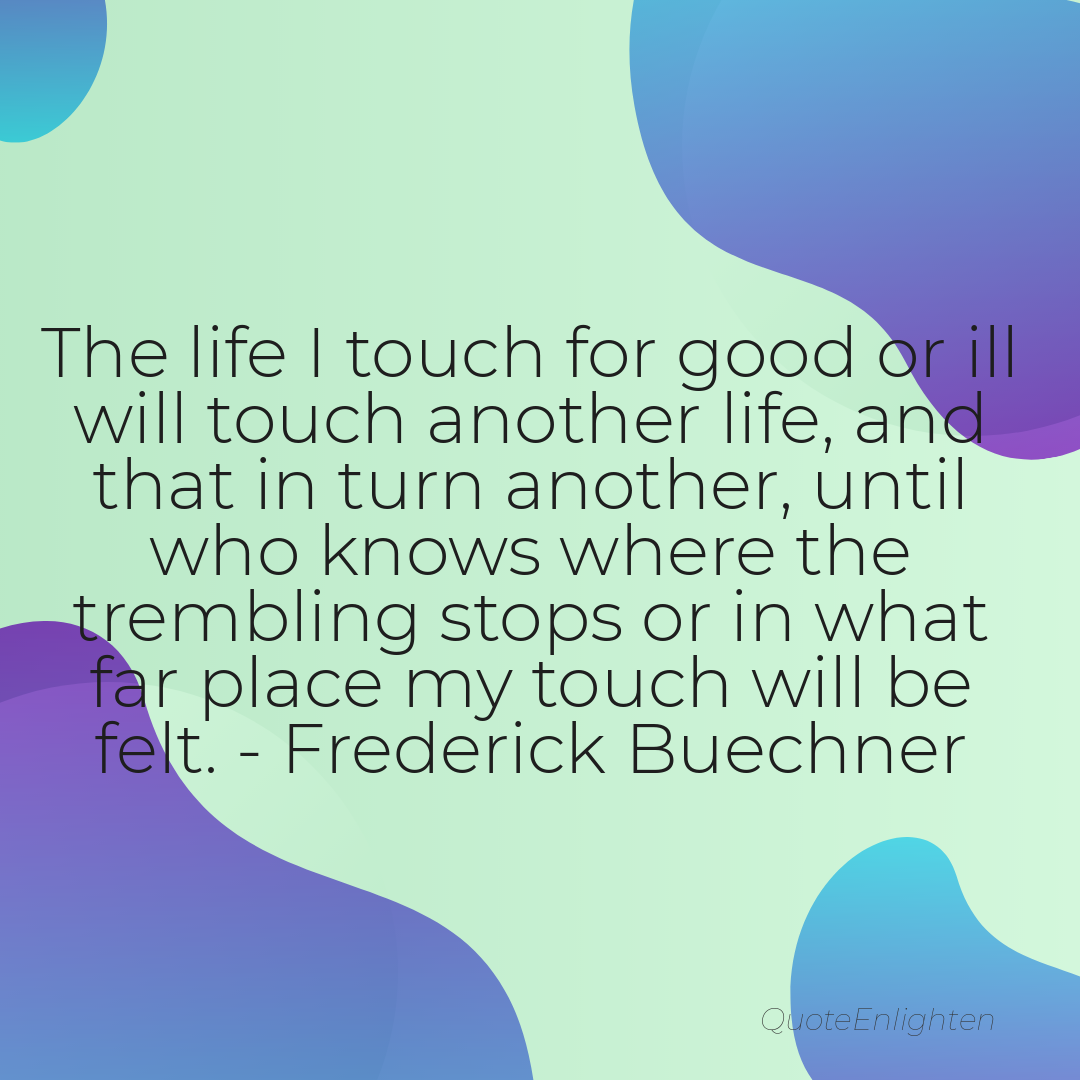 The life I touch for good or ill
will touch another life, and
that in turn another, until
who knows where the
trembling stops or in what
far place my touch will be
felt. - Frederick Buechner
QuoteEnlighten